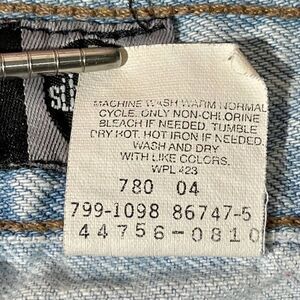 MACHINE WASH WARM NORMAL
CYCLE. ONLY NON-CHLORINE
BLEACH IF NEEDED. TUMBLE
DRY HOT. HOT IRON IF NEEDED.
WASH AND DRY
WITH LIKE COLORS.
WPL 423
780 04
799-1098 86747-5
44756-0810